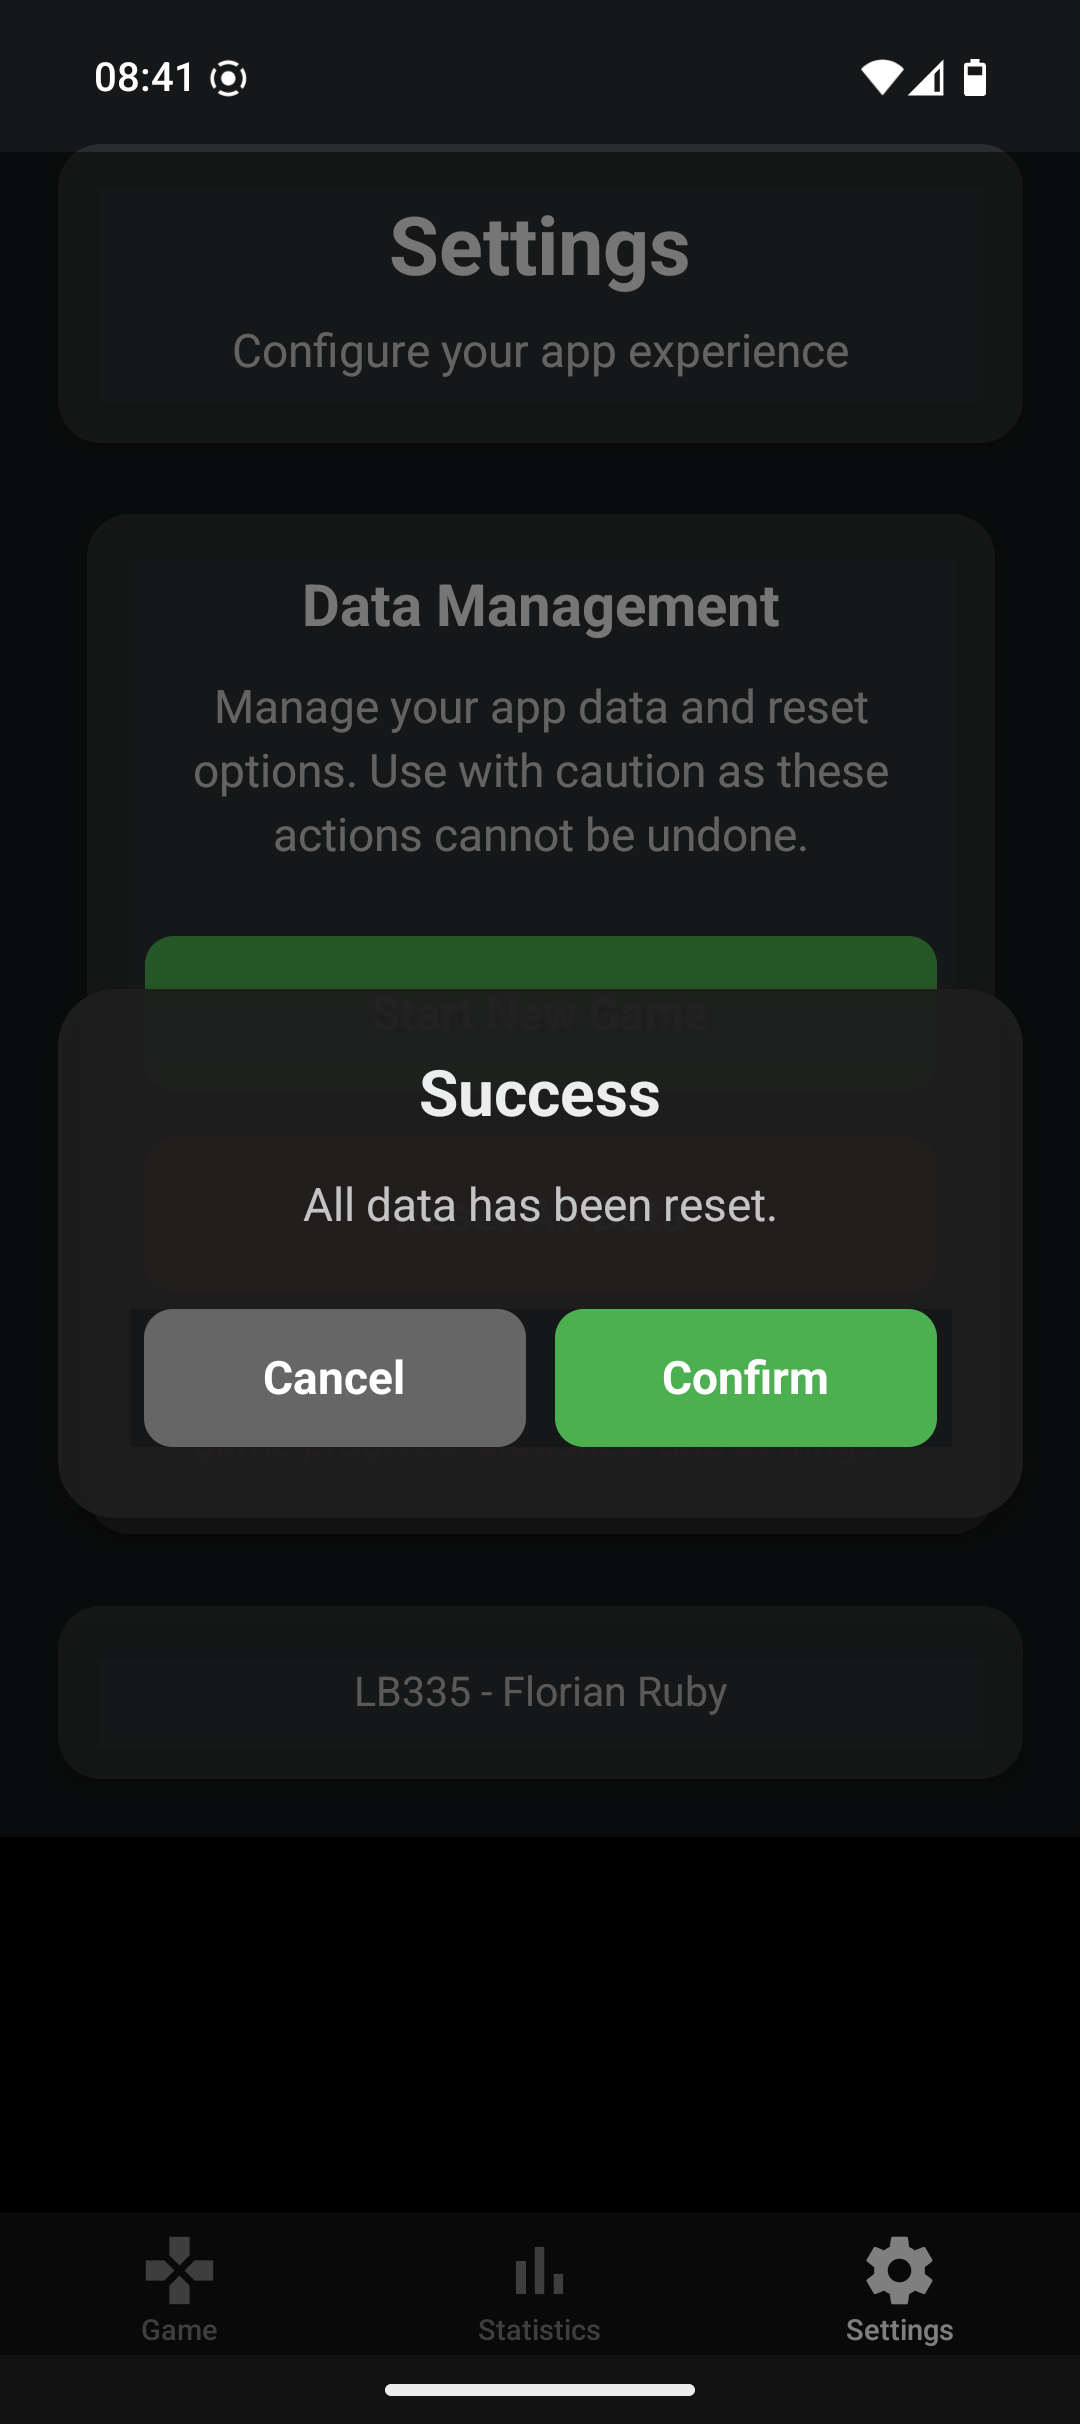 08:41
Settings
Configure your app experience
Data Management
Manage your app data and reset
options. Use with caution as these
actions cannot be undone.
Start New Game
Success
All data has been reset.
Cancel
Confirm
LB335 - Florian Ruby
Game
Statistics
Settings